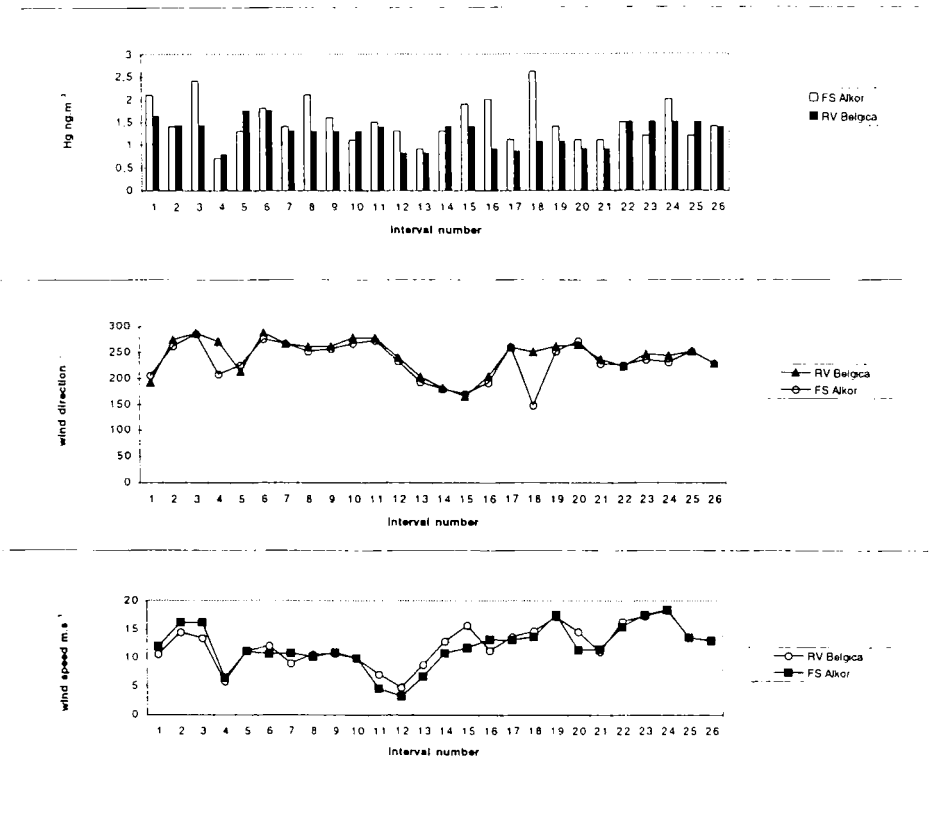 3
2.5
2
1.5
1
0.5
0
Hg ng.m⁻³
1 2 3 4 5 6 7 8 9 10 11 12 13 14 15 16 17 18 19 20 21 22 23 24 25 26
Interval number
FS Alkor
RV Belgica
300
250
200
150
100
50
0
wind direction
1 2 3 4 5 6 7 8 9 10 11 12 13 14 15 16 17 18 19 20 21 22 23 24 25 26
Interval number
RV Belgica
FS Alkor
20
15
10
5
0
wind speed m.s⁻¹
1 2 3 4 5 6 7 8 9 10 11 12 13 14 15 16 17 18 19 20 21 22 23 24 25 26
Interval number
RV Belgica
FS Alkor